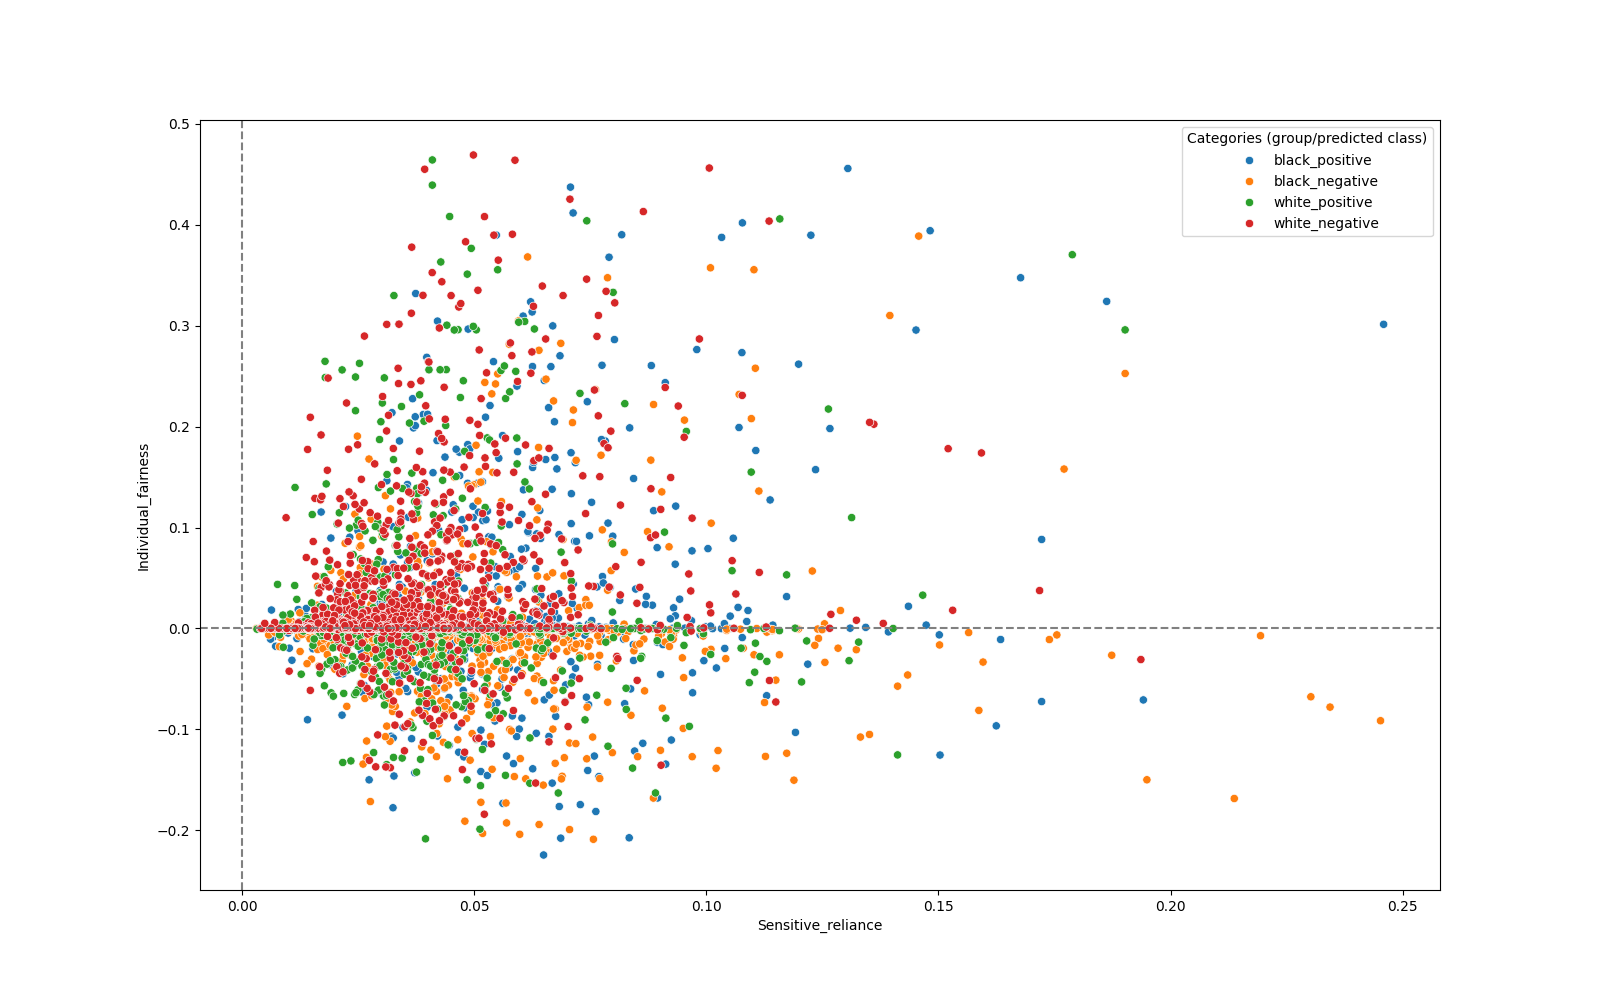 Categories (group/predicted class)
black_positive
black_negative
white_positive
white_negative
Individual_fairness
0.5
0.4
0.3
0.2
0.1
0.0
−0.1
−0.2
0.00
0.05
0.10
0.15
0.20
0.25
Sensitive_reliance